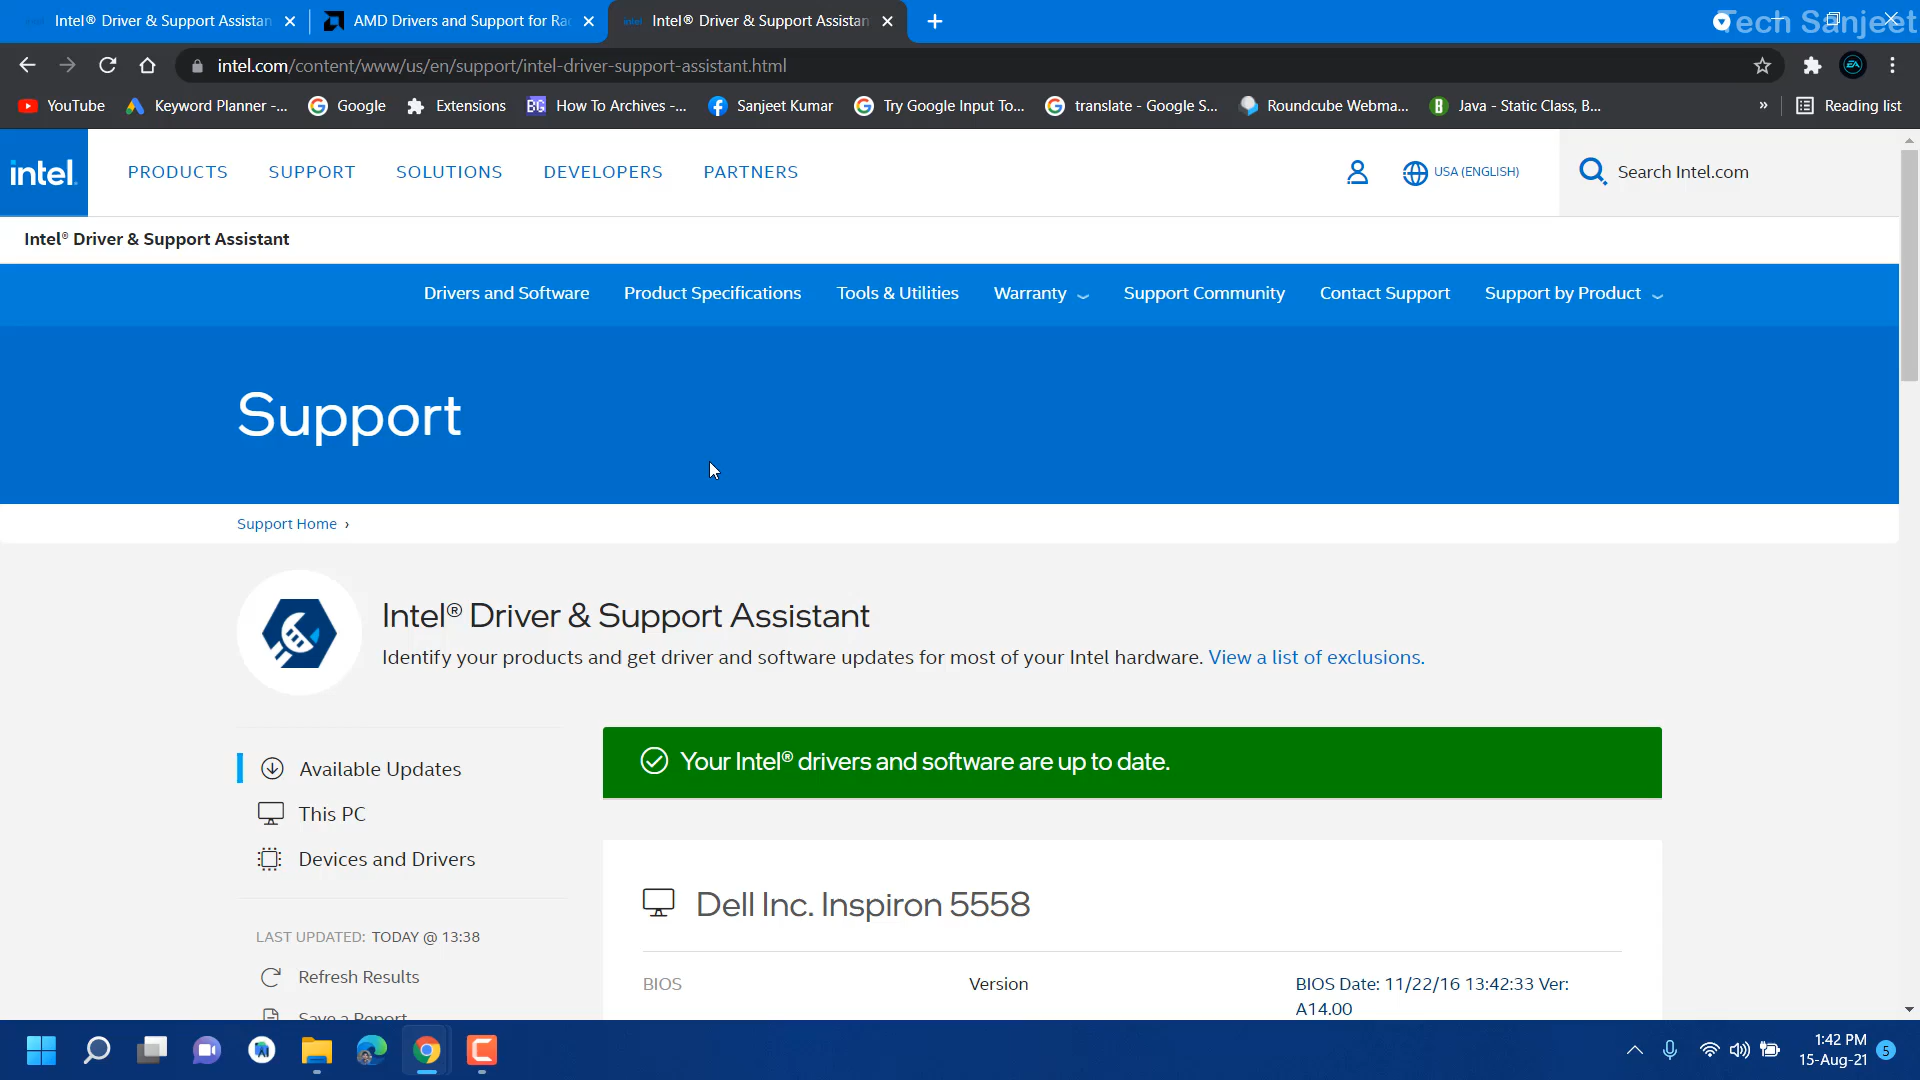 Intel® Driver & Support Assistan
AMD Drivers and Support for Ra
Intel® Driver & Support Assistan
Tech Sanjeet
intel.com/content/www/us/en/support/intel-driver-support-assistant.html
YouTube
Keyword Planner -...
Google
Extensions
How To Archives -...
Sanjeet Kumar
Try Google Input To...
translate - Google S...
Roundcube Webma...
Java - Static Class, B...
»
Reading list
intel.
PRODUCTS
SUPPORT
SOLUTIONS
DEVELOPERS
PARTNERS
USA (ENGLISH)
Search Intel.com
Intel® Driver & Support Assistant
Drivers and Software
Product Specifications
Tools & Utilities
Warranty
Support Community
Contact Support
Support by Product
Support
Support Home ›
Intel® Driver & Support Assistant
Identify your products and get driver and software updates for most of your Intel hardware. View a list of exclusions.
Available Updates
This PC
Devices and Drivers
LAST UPDATED: TODAY @ 13:38
Refresh Results
Save a Report
Your Intel® drivers and software are up to date.
Dell Inc. Inspiron 5558
BIOS
Version
BIOS Date: 11/22/16 13:42:33 Ver:
A14.00
1:42 PM
15-Aug-21
5